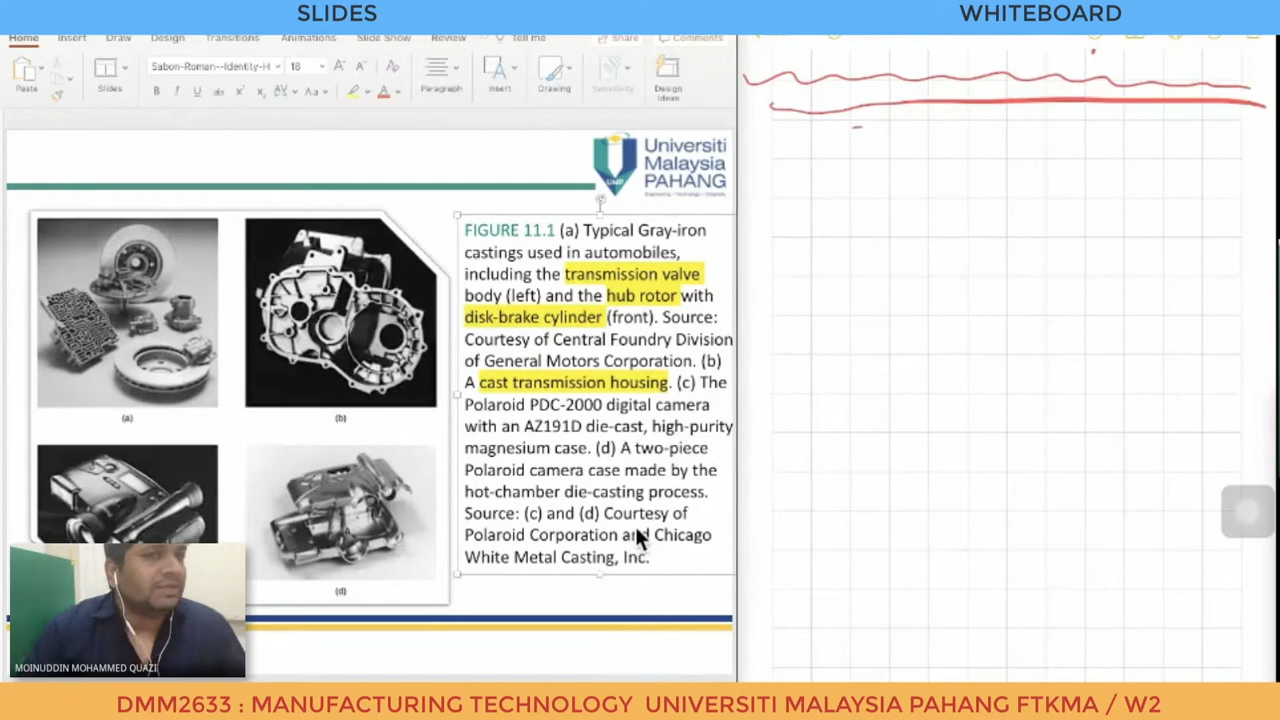 SLIDES
WHITEBOARD
Home Insert Draw Design Transitions Animations Slide Show Review Tell me Share Comments
Sabon-Roman--Identity-H 18
Paste Slides Paragraph Insert Drawing Sensitivity Design Ideas
Universiti
Malaysia
PAHANG
UMP
FIGURE 11.1 (a) Typical Gray-iron
castings used in automobiles,
including the transmission valve
body (left) and the hub rotor with
disk-brake cylinder (front). Source:
Courtesy of Central Foundry Division
of General Motors Corporation. (b)
A cast transmission housing. (c) The
Polaroid PDC-2000 digital camera
with an AZ191D die-cast, high-purity
magnesium case. (d) A two-piece
Polaroid camera case made by the
hot-chamber die-casting process.
Source: (c) and (d) Courtesy of
Polaroid Corporation and Chicago
White Metal Casting, Inc.
(a)
(b)
(d)
MOINUDDIN MOHAMMED QUAZI
DMM2633 : MANUFACTURING TECHNOLOGY UNIVERSITI MALAYSIA PAHANG FTKMA / W2